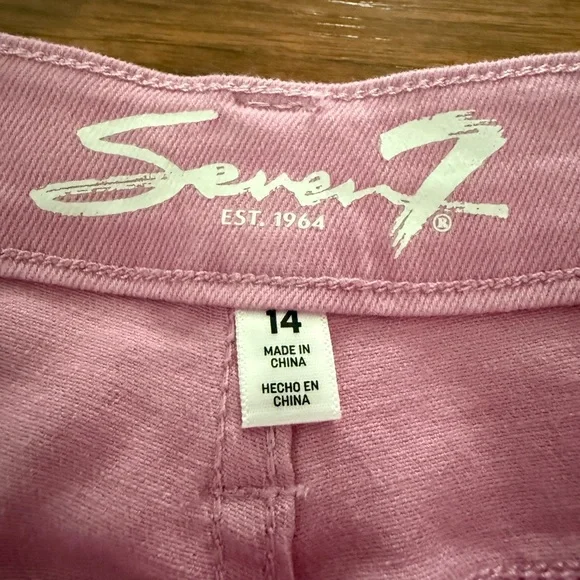 Seven7®
EST. 1964
14
MADE IN
CHINA
HECHO EN
CHINA